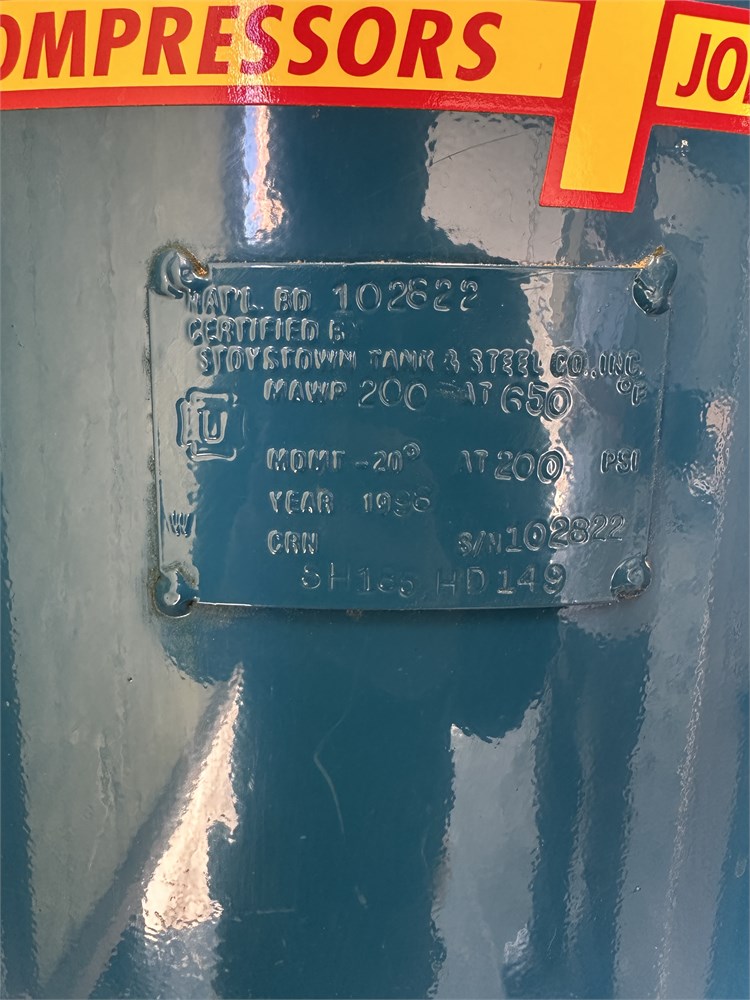 OMPRESSORS
JO
NAT'L. BD 102822
CERTIFIED BY
STOYSTOWN TANK & STEEL CO., INC.
MAWP 200 AT 650 °F
U
MDMT -20° AT 200 PSI
YEAR 1996
W
CRN S/N 102822
SH HD 149